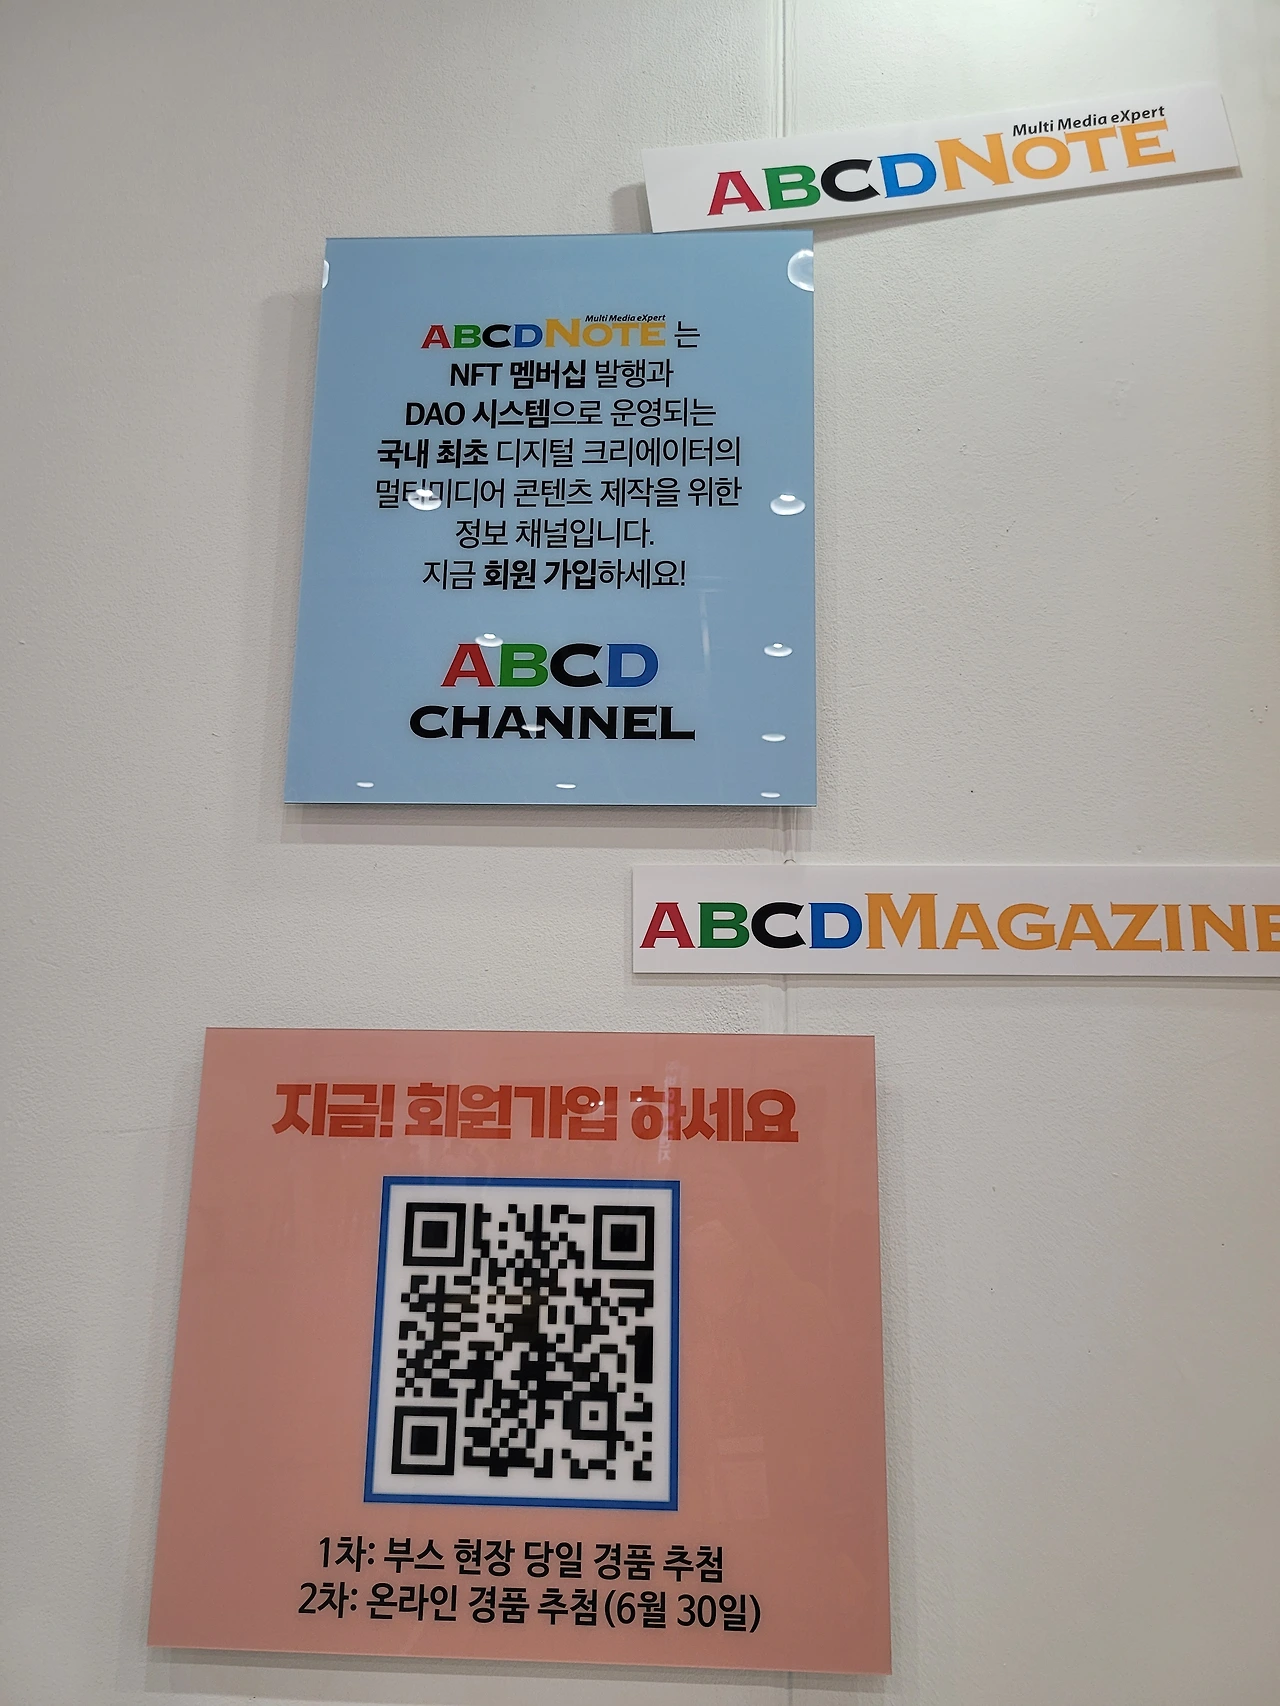 Multi Media eXpert
ABCDNOTE
Multi Media eXpert
ABCDNOTE 는
NFT 멤버십 발행과
DAO 시스템으로 운영되는
국내 최초 디지털 크리에이터의
멀티미디어 콘텐츠 제작을 위한
정보 채널입니다.
지금 회원 가입하세요!
ABCD
CHANNEL
ABCDMAGAZINE
지금! 회원가입 하세요
1차: 부스 현장 당일 경품 추첨
2차: 온라인 경품 추첨(6월 30일)